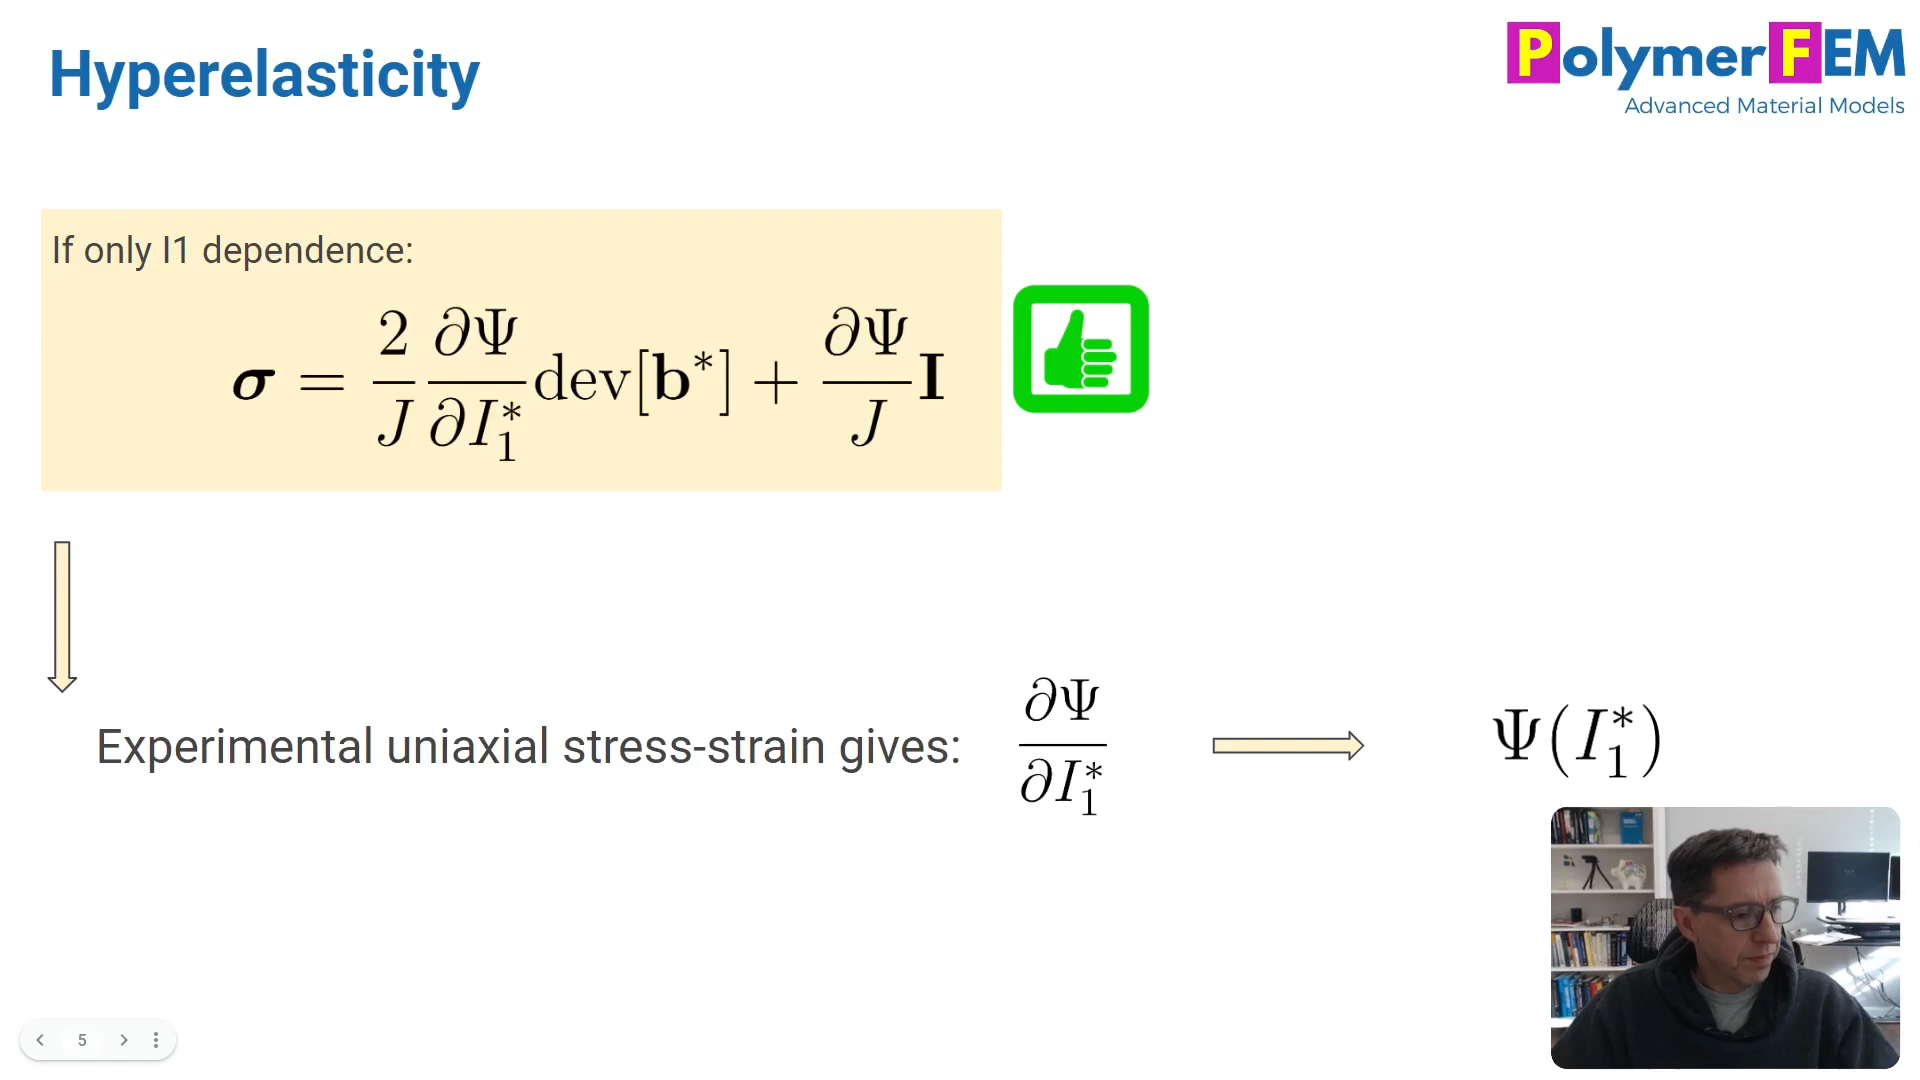 Hyperelasticity
PolymerFEM
Advanced Material Models
If only I1 dependence:
σ = 2/J ∂Ψ/∂I₁* dev[b*] + ∂Ψ/J I
Experimental uniaxial stress-strain gives: ∂Ψ/∂I₁* Ψ(I₁*)
5